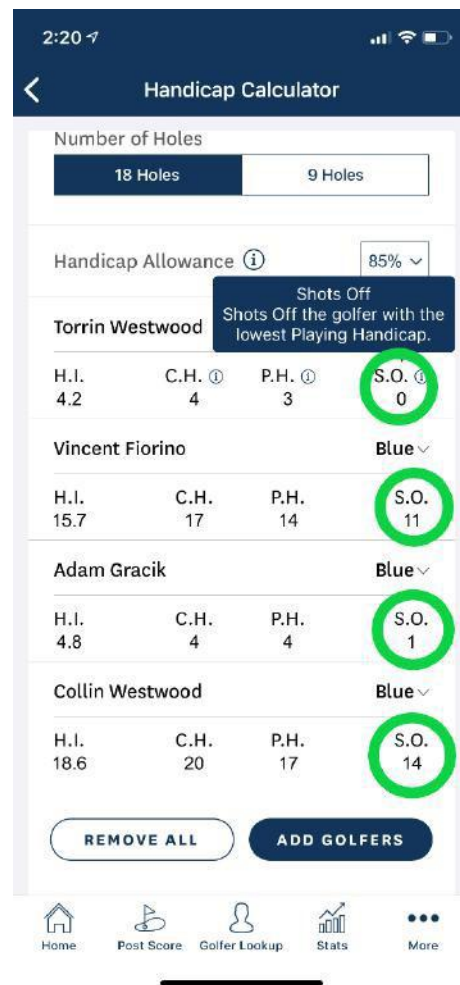 2:20
Handicap Calculator
Number of Holes
18 Holes 9 Holes
Handicap Allowance ⓘ 85%
Shots Off
Shots Off the golfer with the
lowest Playing Handicap.
Torrin Westwood
H.I. C.H. ⓘ P.H. ⓘ S.O. ⓘ
4.2 4 3 0
Vincent Fiorino Blue
H.I. C.H. P.H. S.O.
15.7 17 14 11
Adam Gracik Blue
H.I. C.H. P.H. S.O.
4.8 4 4 1
Collin Westwood Blue
H.I. C.H. P.H. S.O.
18.6 20 17 14
REMOVE ALL ADD GOLFERS
Home Post Score Golfer Lookup Stats More